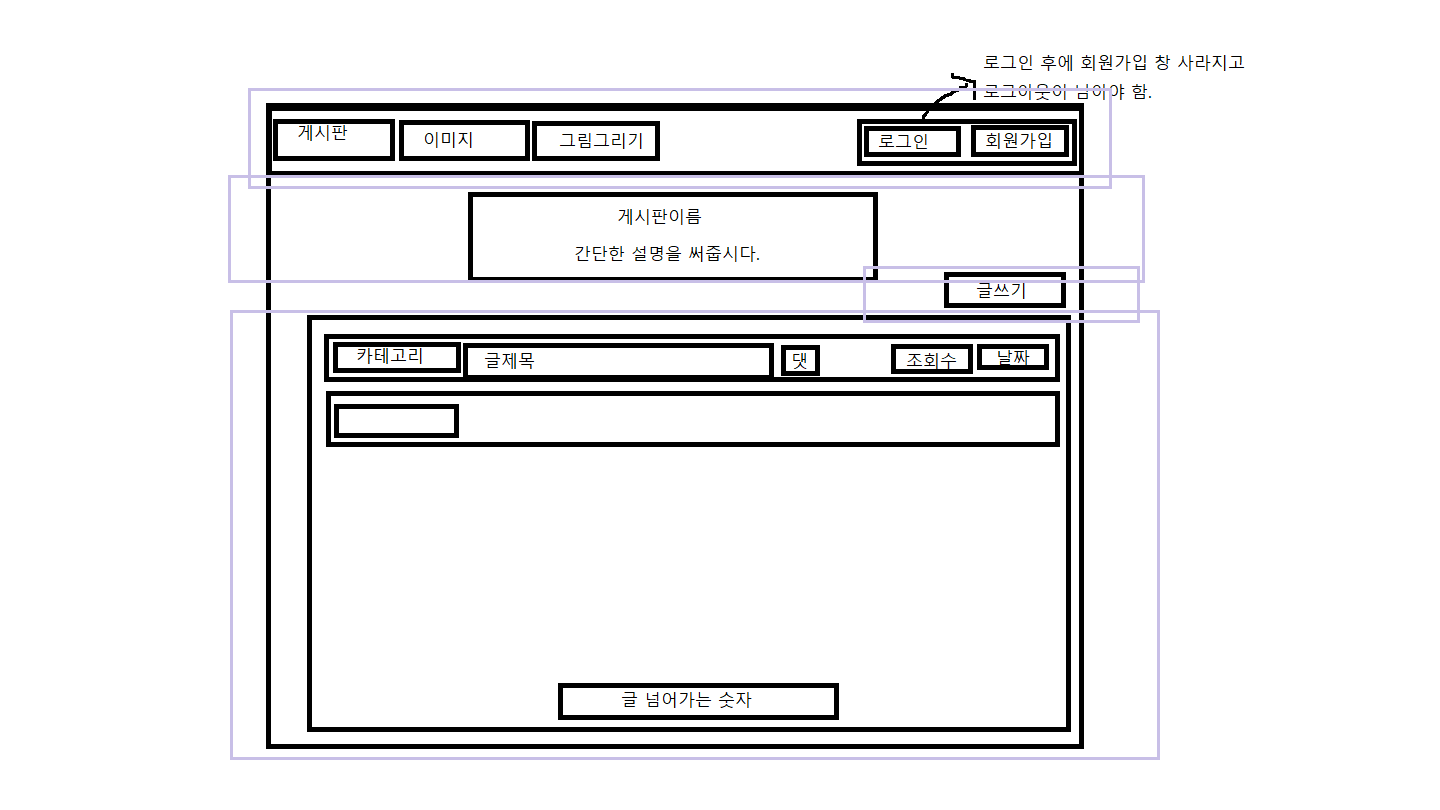 로그인 후에 회원가입 창 사라지고
로그아웃이 남아야 함.
게시판 이미지 그림그리기 로그인 회원가입
게시판이름
간단한 설명을 써줍시다.
글쓰기
카테고리 글제목 댓 조회수 날짜
글 넘어가는 숫자